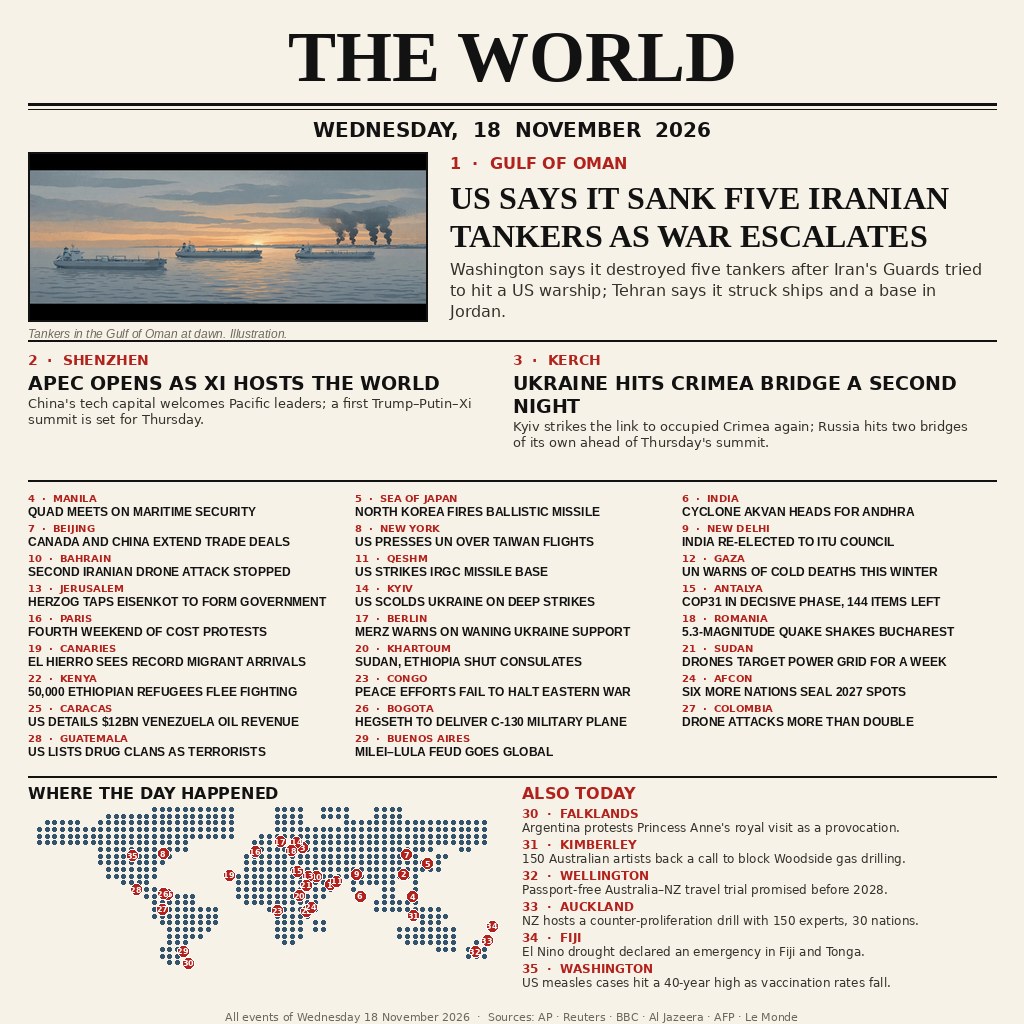 THE WORLD
WEDNESDAY, 18 NOVEMBER 2026
1 · GULF OF OMAN
US SAYS IT SANK FIVE IRANIAN
TANKERS AS WAR ESCALATES
Washington says it destroyed five tankers after Iran's Guards tried
to hit a US warship; Tehran says it struck ships and a base in
Jordan.
Tankers in the Gulf of Oman at dawn. Illustration.
2 · SHENZHEN
APEC OPENS AS XI HOSTS THE WORLD
China's tech capital welcomes Pacific leaders; a first Trump–Putin–Xi
summit is set for Thursday.
3 · KERCH
UKRAINE HITS CRIMEA BRIDGE A SECOND
NIGHT
Kyiv strikes the link to occupied Crimea again; Russia hits two bridges
of its own ahead of Thursday's summit.
4 · MANILA
QUAD MEETS ON MARITIME SECURITY
5 · SEA OF JAPAN
NORTH KOREA FIRES BALLISTIC MISSILE
6 · INDIA
CYCLONE AKVAN HEADS FOR ANDHRA
7 · BEIJING
CANADA AND CHINA EXTEND TRADE DEALS
8 · NEW YORK
US PRESSES UN OVER TAIWAN FLIGHTS
9 · NEW DELHI
INDIA RE-ELECTED TO ITU COUNCIL
10 · BAHRAIN
SECOND IRANIAN DRONE ATTACK STOPPED
11 · QESHM
US STRIKES IRGC MISSILE BASE
12 · GAZA
UN WARNS OF COLD DEATHS THIS WINTER
13 · JERUSALEM
HERZOG TAPS EISENKOT TO FORM GOVERNMENT
14 · KYIV
US SCOLDS UKRAINE ON DEEP STRIKES
15 · ANTALYA
COP31 IN DECISIVE PHASE, 144 ITEMS LEFT
16 · PARIS
FOURTH WEEKEND OF COST PROTESTS
17 · BERLIN
MERZ WARNS ON WANING UKRAINE SUPPORT
18 · ROMANIA
5.3-MAGNITUDE QUAKE SHAKES BUCHAREST
19 · CANARIES
EL HIERRO SEES RECORD MIGRANT ARRIVALS
20 · KHARTOUM
SUDAN, ETHIOPIA SHUT CONSULATES
21 · SUDAN
DRONES TARGET POWER GRID FOR A WEEK
22 · KENYA
50,000 ETHIOPIAN REFUGEES FLEE FIGHTING
23 · CONGO
PEACE EFFORTS FAIL TO HALT EASTERN WAR
24 · AFCON
SIX MORE NATIONS SEAL 2027 SPOTS
25 · CARACAS
US DETAILS $12BN VENEZUELA OIL REVENUE
26 · BOGOTA
HEGSETH TO DELIVER C-130 MILITARY PLANE
27 · COLOMBIA
DRONE ATTACKS MORE THAN DOUBLE
28 · GUATEMALA
US LISTS DRUG CLANS AS TERRORISTS
29 · BUENOS AIRES
MILEI–LULA FEUD GOES GLOBAL
WHERE THE DAY HAPPENED
35
8
16
17
19
9
7
5
2
6
4
28
27
23
20
31
34
33
32
29
30
ALSO TODAY
30 · FALKLANDS
Argentina protests Princess Anne's royal visit as a provocation.
31 · KIMBERLEY
150 Australian artists back a call to block Woodside gas drilling.
32 · WELLINGTON
Passport-free Australia–NZ travel trial promised before 2028.
33 · AUCKLAND
NZ hosts a counter-proliferation drill with 150 experts, 30 nations.
34 · FIJI
El Nino drought declared an emergency in Fiji and Tonga.
35 · WASHINGTON
US measles cases hit a 40-year high as vaccination rates fall.
All events of Wednesday 18 November 2026 · Sources: AP · Reuters · BBC · Al Jazeera · AFP · Le Monde